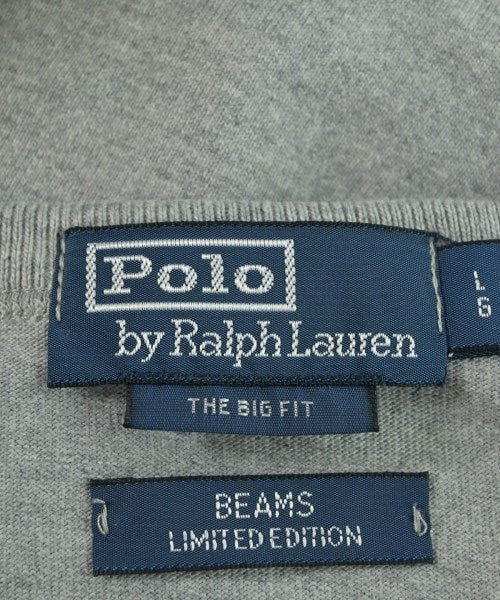 Polo
by Ralph Lauren
L
G
THE BIG FIT
BEAMS
LIMITED EDITION